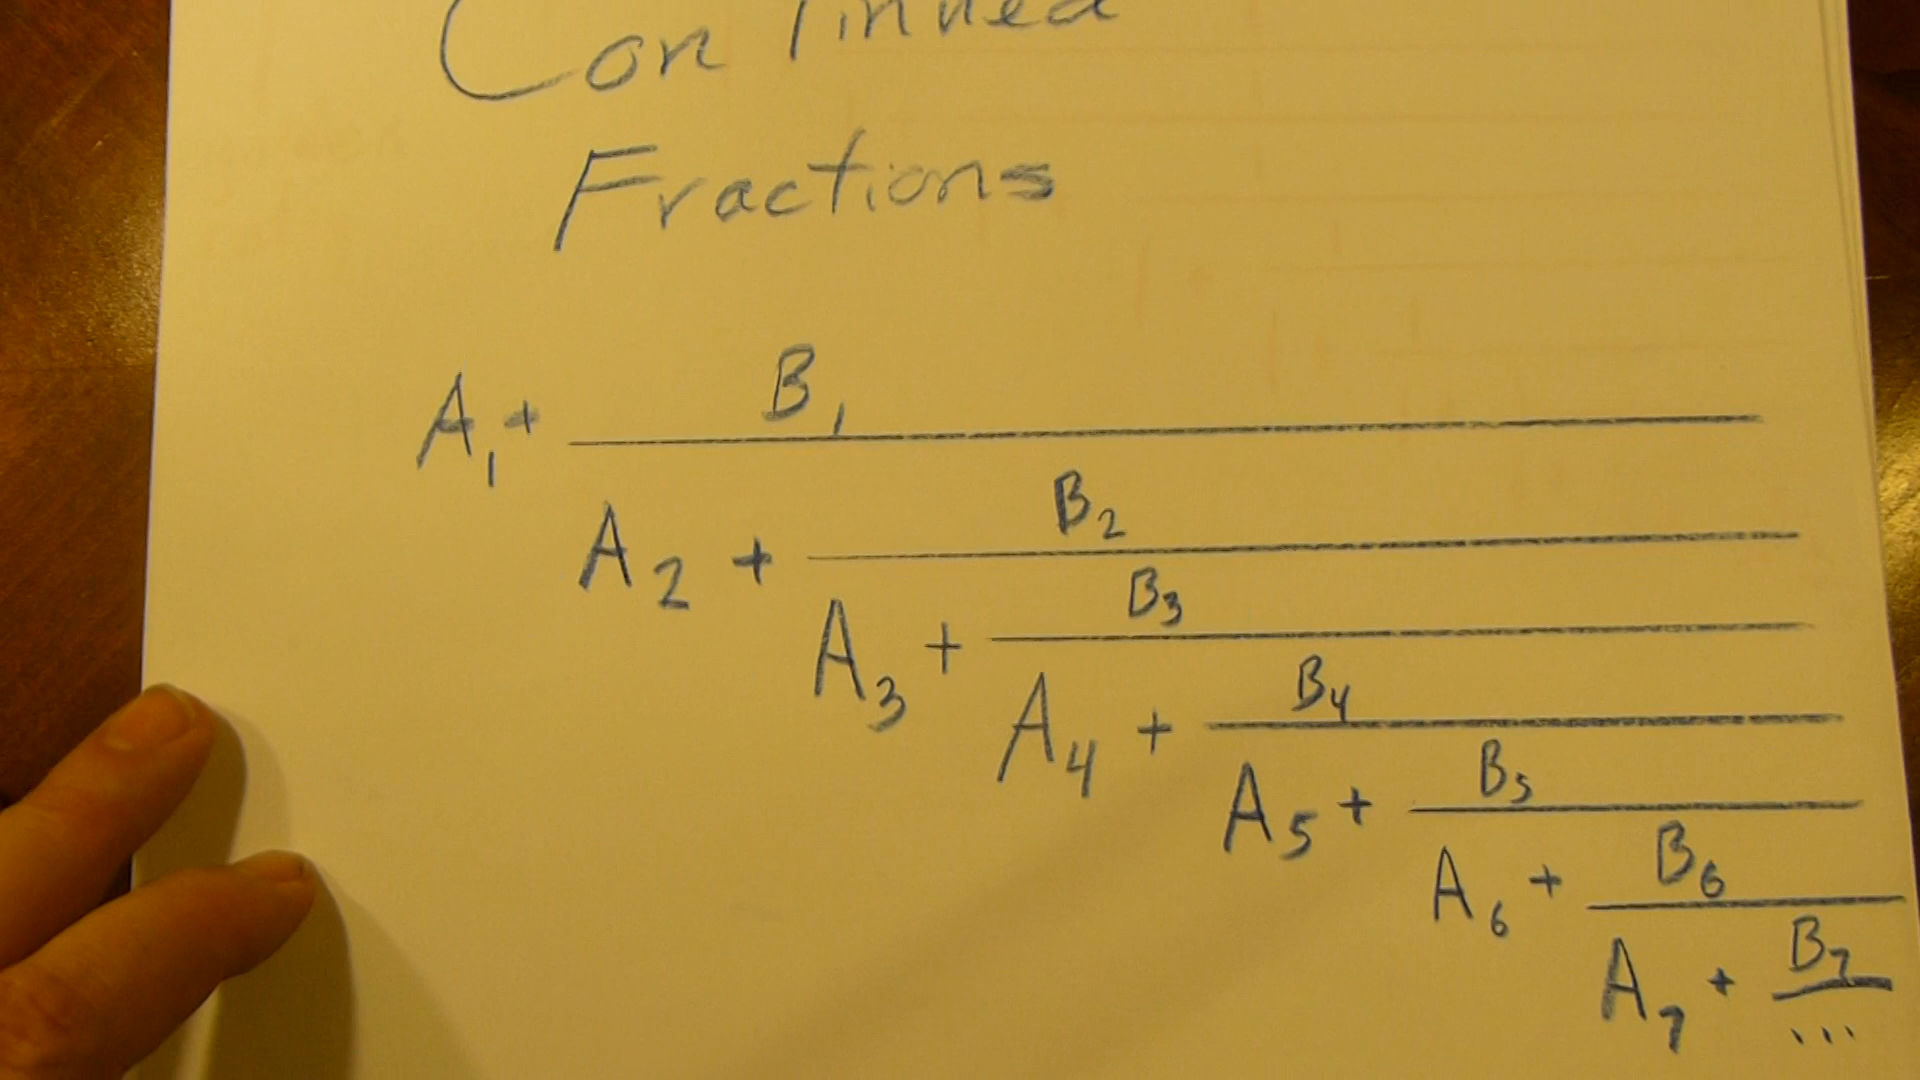 Continued
Fractions
B1
A1+
B2
A2 +
B3
A3 +
B4
A4 +
B5
A5 +
B6
A6 +
B7
A7 +
...